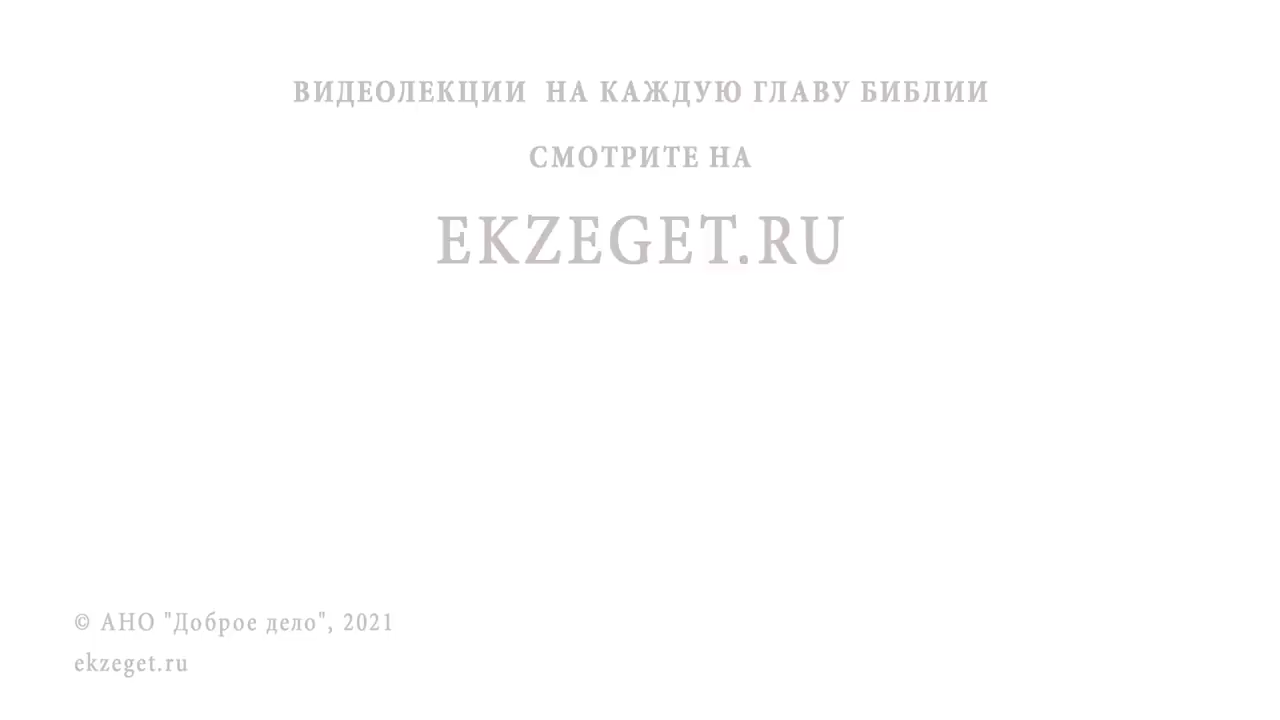 ВИДЕОЛЕКЦИИ НА КАЖДУЮ ГЛАВУ БИБЛИИ
СМОТРИТЕ НА
EKZEGET.RU
© АНО "Доброе дело", 2021
ekzeget.ru